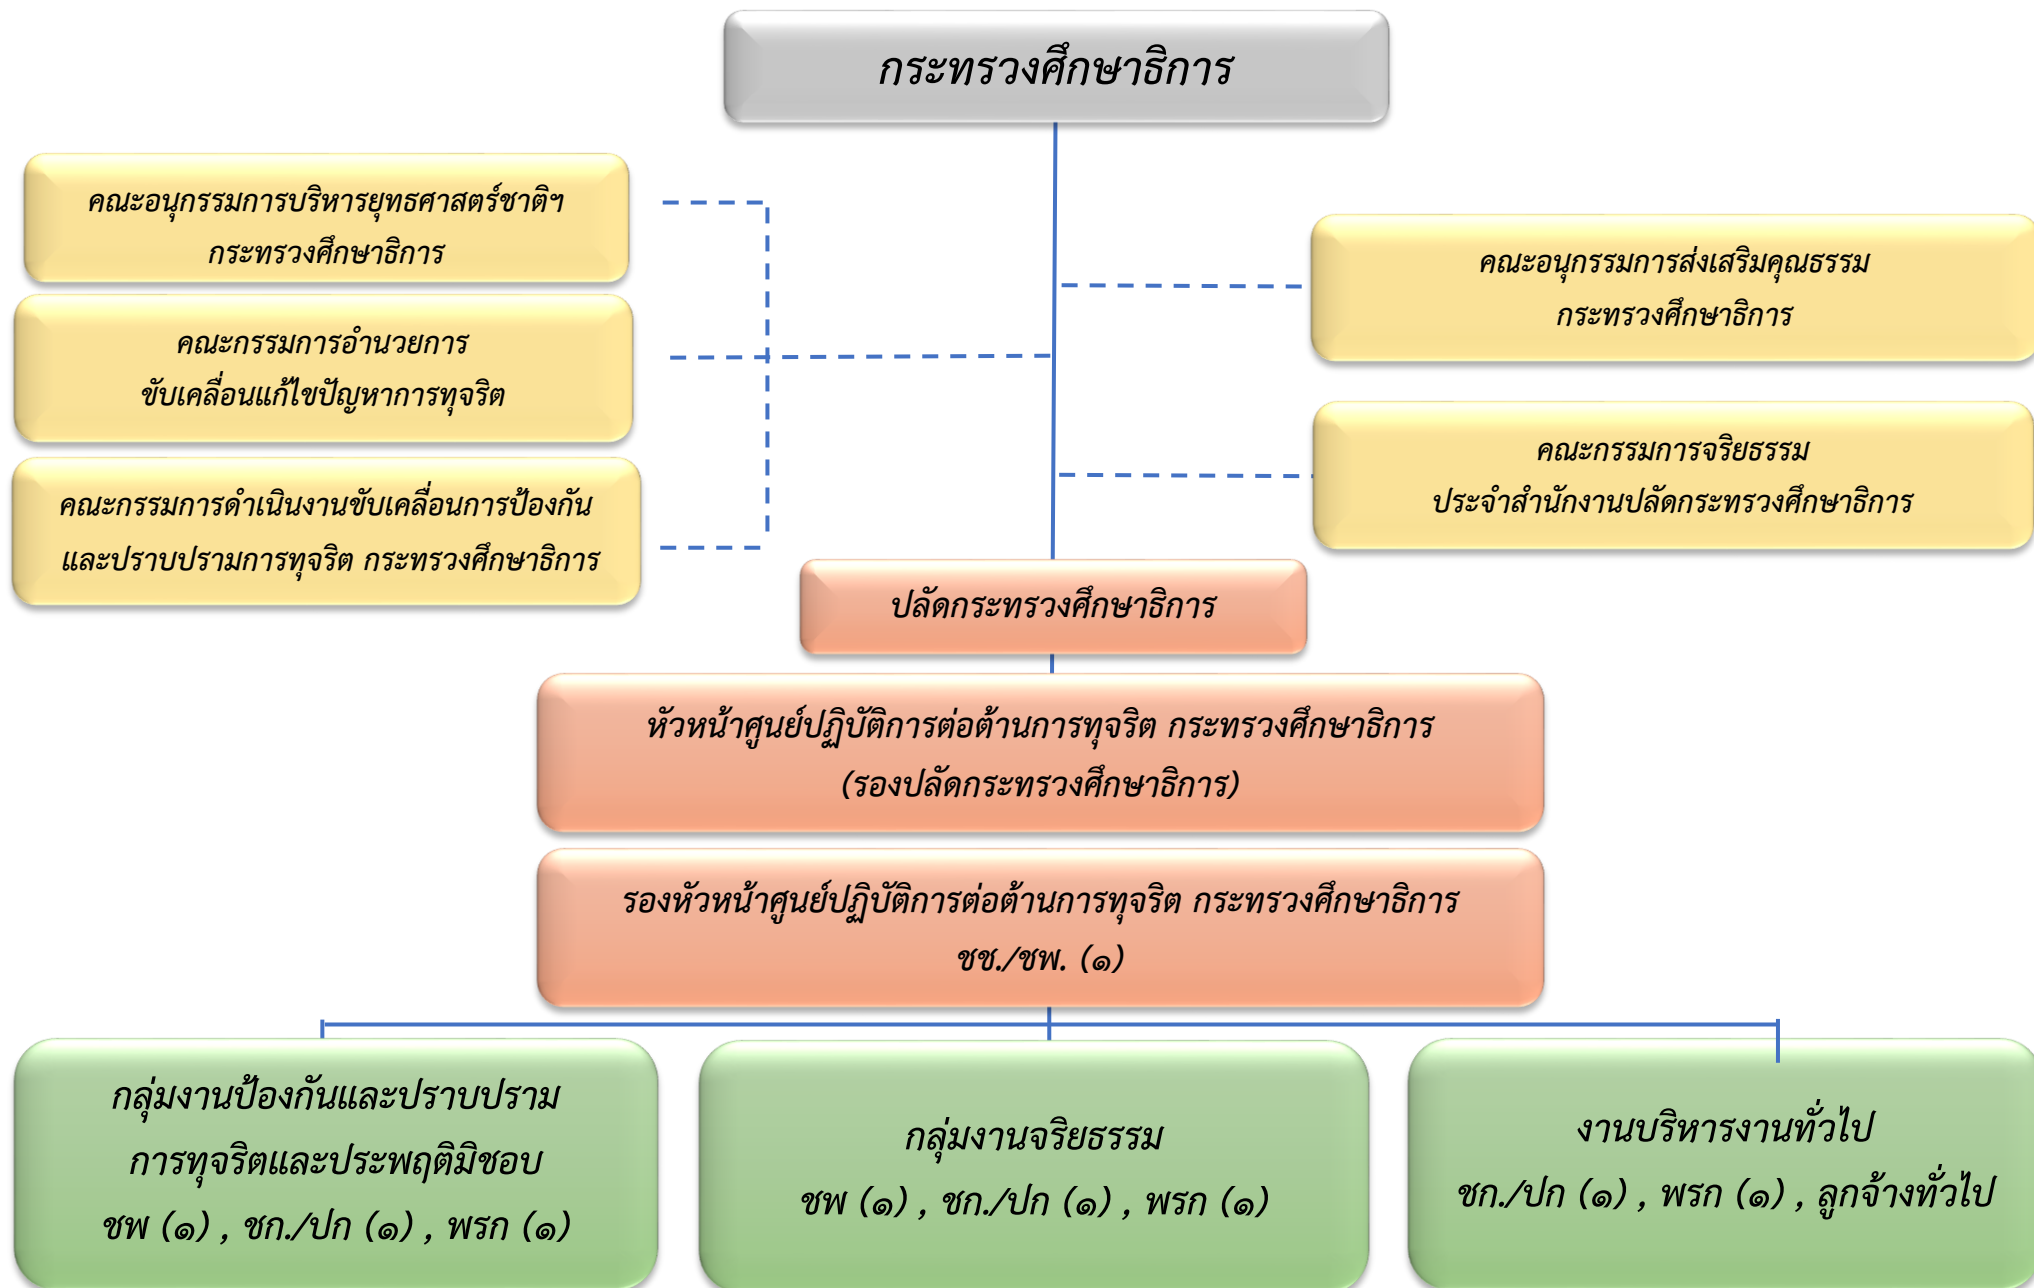 กระทรวงศึกษาธิการ
คณะอนุกรรมการบริหารยุทธศาสตร์ชาติฯ
กระทรวงศึกษาธิการ
คณะกรรมการอำนวยการ
ขับเคลื่อนแก้ไขปัญหาการทุจริต
คณะกรรมการดำเนินงานขับเคลื่อนการป้องกัน
และปราบปรามการทุจริต กระทรวงศึกษาธิการ
คณะอนุกรรมการส่งเสริมคุณธรรม
กระทรวงศึกษาธิการ
คณะกรรมการจริยธรรม
ประจำสำนักงานปลัดกระทรวงศึกษาธิการ
ปลัดกระทรวงศึกษาธิการ
หัวหน้าศูนย์ปฏิบัติการต่อต้านการทุจริต กระทรวงศึกษาธิการ
(รองปลัดกระทรวงศึกษาธิการ)
รองหัวหน้าศูนย์ปฏิบัติการต่อต้านการทุจริต กระทรวงศึกษาธิการ
ชช./ชพ. (๑)
กลุ่มงานป้องกันและปราบปราม
การทุจริตและประพฤติมิชอบ
ชพ (๑) , ชก./ปก (๑) , พรก (๑)
กลุ่มงานจริยธรรม
ชพ (๑) , ชก./ปก (๑) , พรก (๑)
งานบริหารงานทั่วไป
ชก./ปก (๑) , พรก (๑) , ลูกจ้างทั่วไป